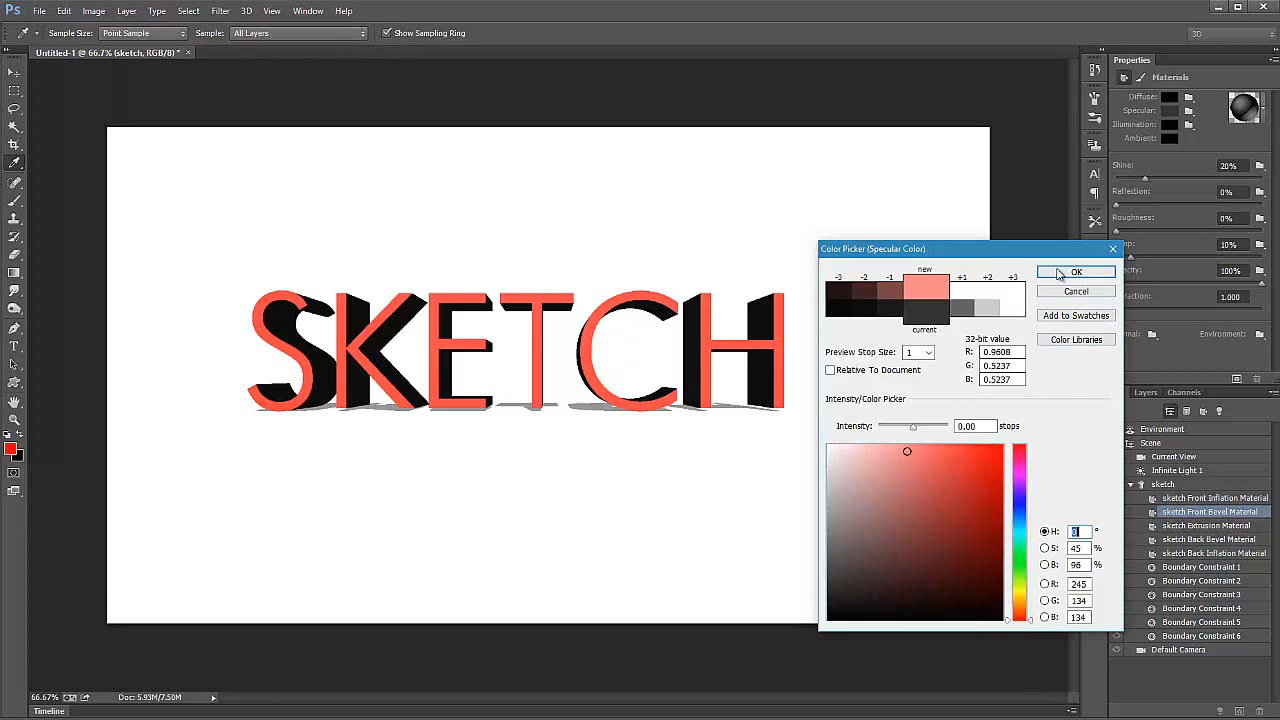 Ps File Edit Image Layer Type Select Filter 3D View Window Help
Sample Size: Point Sample Sample: All Layers Show Sampling Ring 3D
Untitled-1 @ 66.7% (sketch, RGB/8) * ×
Properties
Materials
Diffuse:
Specular:
Illumination:
Ambient:
Shine: 20%
Reflection: 0%
Roughness: 0%
10%
100%
1.000
Environment:
SKETCH
Color Picker (Specular Color)
new
-3 -2 -1 +1 +2 +3
current
OK
Cancel
Add to Swatches
Color Libraries
Preview Stop Size: 1
Relative To Document
32-bit value
R: 0.9608
G: 0.5237
B: 0.5237
Intensity/Color Picker
Intensity: 0.00 stops
H: 0 °
S: 45 %
B: 96 %
R: 245
G: 134
B: 134
Layers Channels
Environment
Scene
Current View
Infinite Light 1
sketch
sketch Front Inflation Material
sketch Front Bevel Material
sketch Extrusion Material
sketch Back Bevel Material
sketch Back Inflation Material
Boundary Constraint 1
Boundary Constraint 2
Boundary Constraint 3
Boundary Constraint 4
Boundary Constraint 5
Boundary Constraint 6
Default Camera
66.67% Doc: 5.93M/7.50M
Timeline